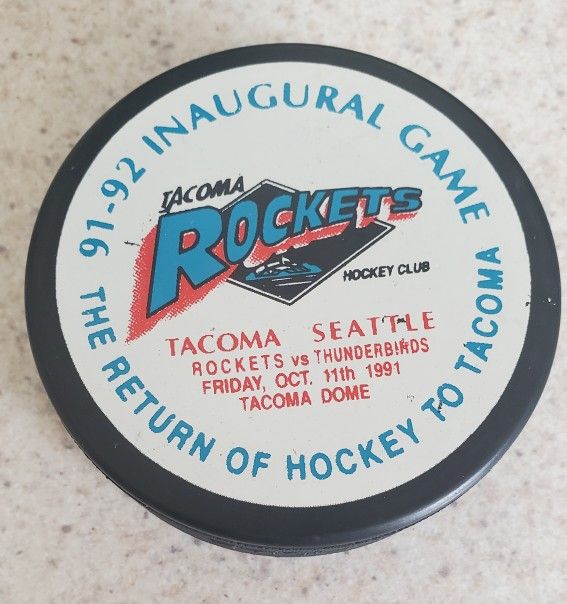 91-92 INAUGURAL GAME
TACOMA
ROCKETS
HOCKEY CLUB
TACOMA SEATTLE
ROCKETS vs THUNDERBIRDS
FRIDAY, OCT. 11th 1991
TACOMA DOME
THE RETURN OF HOCKEY TO TACOMA